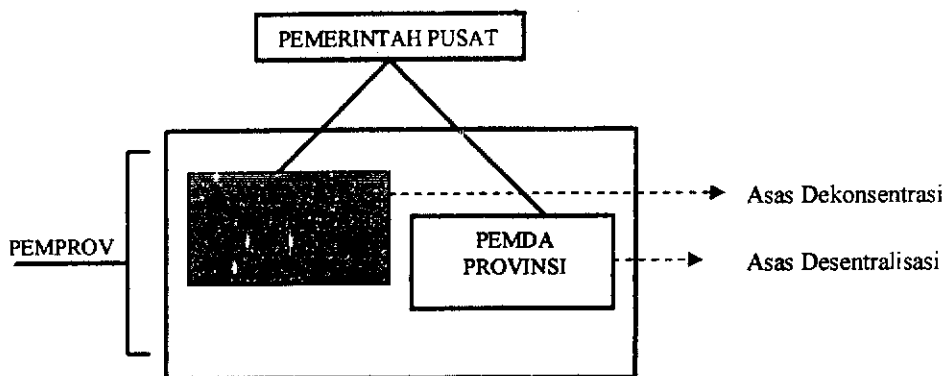 PEMERINTAH PUSAT
Asas Dekonsentrasi
PEMPROV
PEMDA
PROVINSI
Asas Desentralisasi